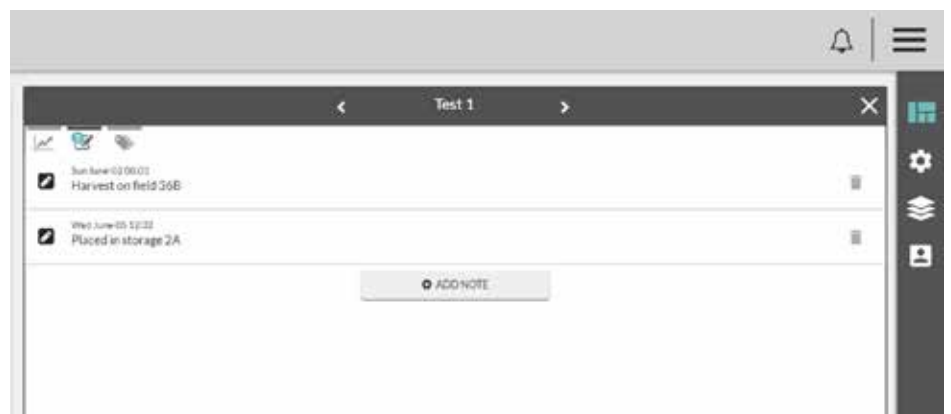 Test 1
Sun June 02 06:01
Harvest on field 36B
Wed June 05 12:32
Placed in storage 2A
ADD NOTE